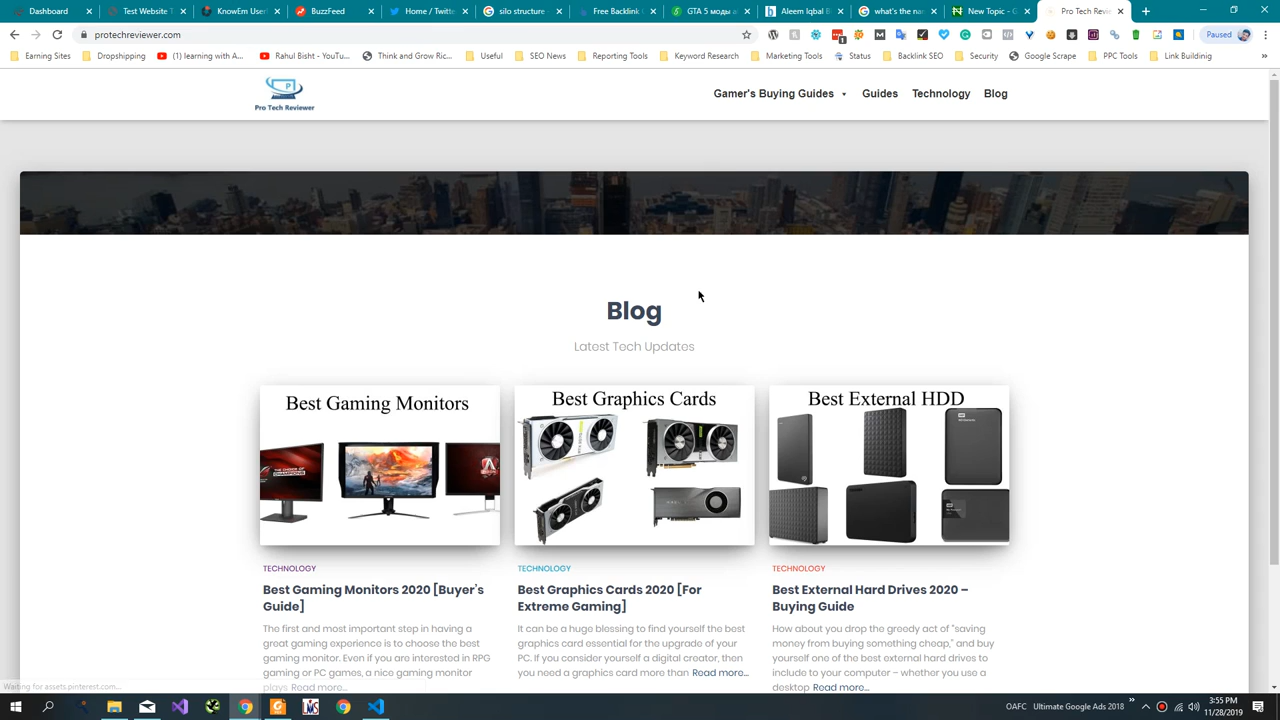 Dashboard
Test Website T
KnowEm User
BuzzFeed
Home / Twitte
silo structure
Free Backlink
GTA 5 моды и
Aleem Iqbal B
what's the na
New Topic - G
Pro Tech Revie
protechreviewer.com
Paused
Earning Sites
Dropshipping
(1) learning with A...
Rahul Bisht - YouTu...
Think and Grow Ric...
Useful
SEO News
Reporting Tools
Keyword Research
Marketing Tools
Status
Backlink SEO
Security
Google Scrape
PPC Tools
Link Buildinig
»
Pro Tech Reviewer
Gamer's Buying Guides
Guides
Technology
Blog
Blog
Latest Tech Updates
Best Gaming Monitors
Best Graphics Cards
Best External HDD
TECHNOLOGY
Best Gaming Monitors 2020 [Buyer's
Guide]
The first and most important step in having a
great gaming experience is to choose the best
gaming monitor. Even if you are interested in RPG
gaming or PC games, a nice gaming monitor
plays Read more...
TECHNOLOGY
Best Graphics Cards 2020 [For
Extreme Gaming]
It can be a huge blessing to find yourself the best
graphics card essential for the upgrade of your
PC. If you consider yourself a digital creator, then
you need a graphics card more than Read more...
TECHNOLOGY
Best External Hard Drives 2020 –
Buying Guide
How about you drop the greedy act of "saving
money from buying something cheap," and buy
yourself one of the best external hard drives to
include to your computer – whether you use a
desktop Read more...
Waiting for assets.pinterest.com...
OAFC
Ultimate Google Ads 2018
»
3:55 PM
11/28/2019